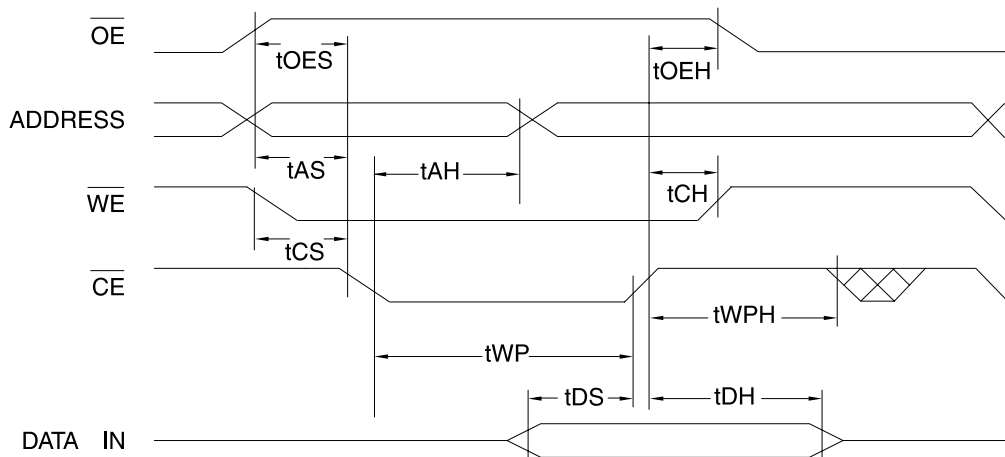 OE
tOES
tOEH
ADDRESS
tAS
tAH
tCH
WE
tCS
CE
tWPH
tWP
tDS
tDH
DATA IN